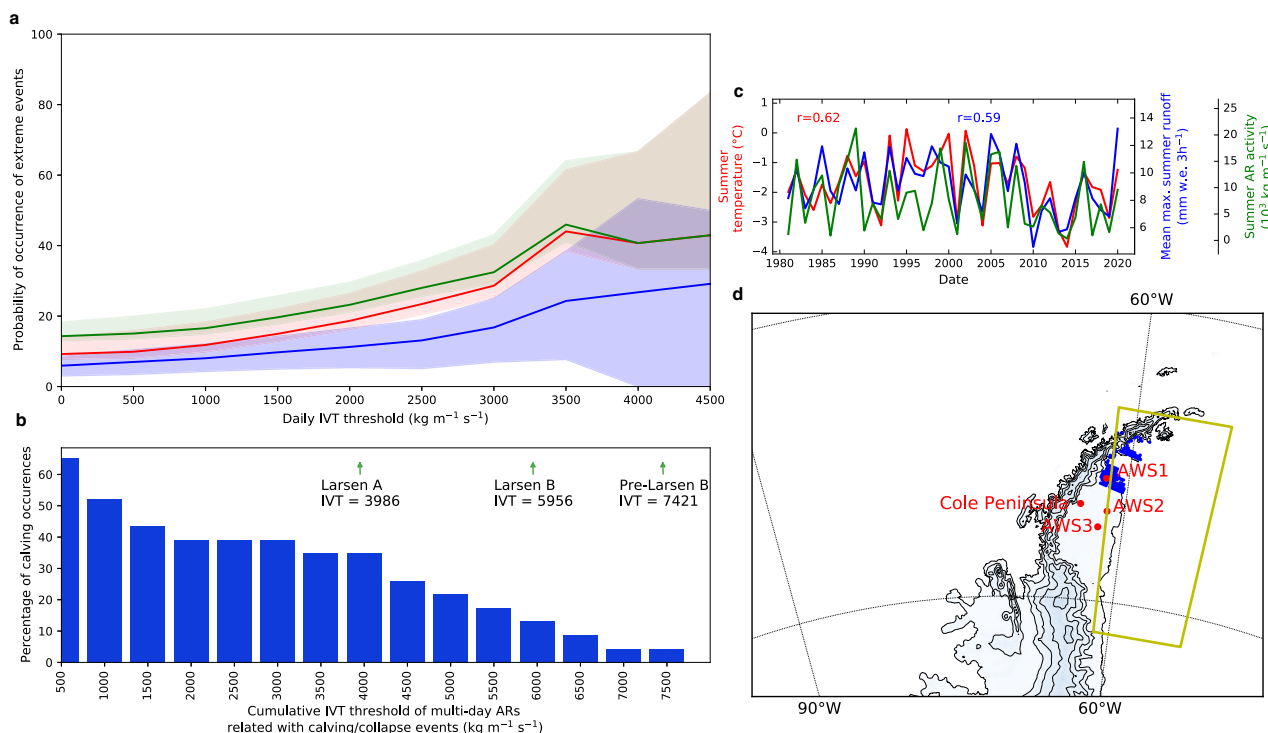 a
100
80
60
40
20
0
Probability of occurrence of extreme events
0 500 1000 1500 2000 2500 3000 3500 4000 4500
Daily IVT threshold (kg m⁻¹ s⁻¹)
b
60
50
40
30
20
10
0
Percentage of calving occurences
Larsen A
IVT = 3986
Larsen B
IVT = 5956
Pre-Larsen B
IVT = 7421
500 1000 1500 2000 2500 3000 3500 4000 4500 5000 5500 6000 6500 7000 7500
Cumulative IVT threshold of multi-day ARs
related with calving/collapse events (kg m⁻¹ s⁻¹)
c
r=0.62
r=0.59
1
0
−1
−2
−3
−4
Summer
temperature (°C)
14
12
10
8
6
Mean max. summer runoff
(mm w.e. 3h⁻¹)
25
20
15
10
5
0
Summer AR activity
(10³ kg m⁻¹ s⁻¹)
1980 1985 1990 1995 2000 2005 2010 2015 2020
Date
d
60°W
AWS1
Cole Peninsula
AWS2
AWS3
90°W
60°W